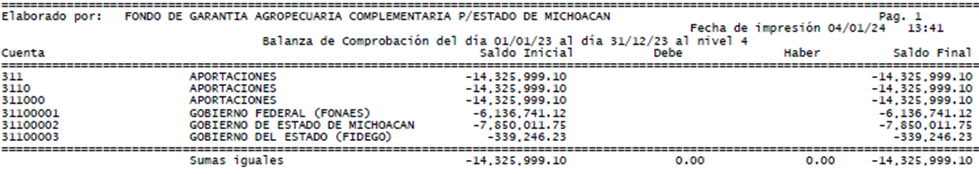 Elaborado por: FONDO DE GARANTIA AGROPECUARIA COMPLEMENTARIA P/ESTADO DE MICHOACAN Pag. 1
Fecha de impresión 04/01/24 13:41
Balanza de Comprobación del día 01/01/23 al día 31/12/23 al nivel 4
Cuenta Saldo Inicial Debe Haber Saldo Final
311 APORTACIONES -14,325,999.10 -14,325,999.10
3110 APORTACIONES -14,325,999.10 -14,325,999.10
311000 APORTACIONES -14,325,999.10 -14,325,999.10
31100001 GOBIERNO FEDERAL (FONAES) -6,136,741.12 -6,136,741.12
31100002 GOBIERNO DE ESTADO DE MICHOACAN -7,850,011.75 -7,850,011.75
31100003 GOBIERNO DEL ESTADO (FIDEGO) -339,246.23 -339,246.23
Sumas iguales -14,325,999.10 0.00 0.00 -14,325,999.10